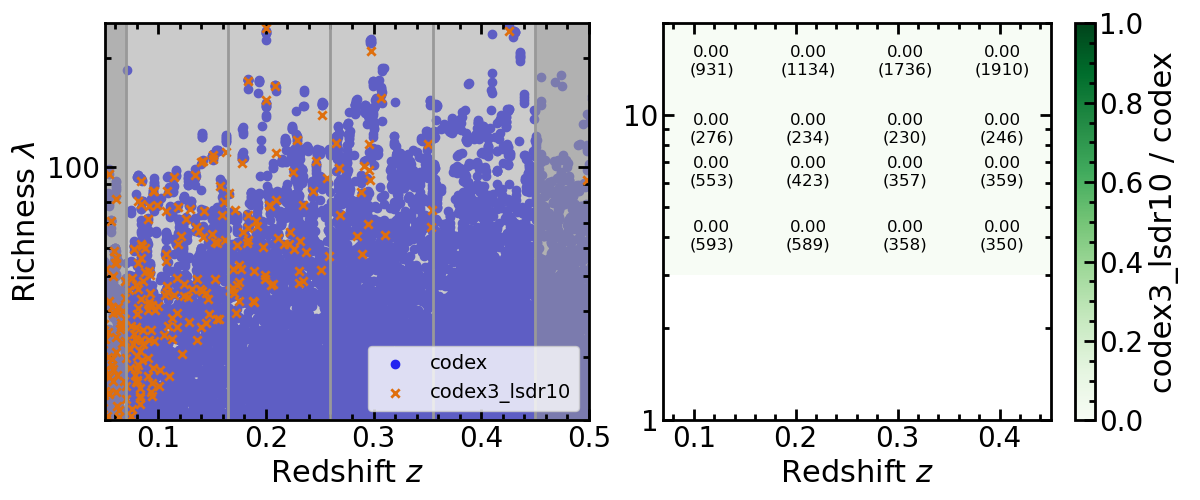 Richness λ
100
codex
codex3_lsdr10
0.1 0.2 0.3 0.4 0.5
Redshift z
10
1
0.00 0.00 0.00 0.00
(931) (1134) (1736) (1910)
0.00 0.00 0.00 0.00
(276) (234) (230) (246)
0.00 0.00 0.00 0.00
(553) (423) (357) (359)
0.00 0.00 0.00 0.00
(593) (589) (358) (350)
0.1 0.2 0.3 0.4
Redshift z
1.0
0.8
0.6
0.4
0.2
0.0
codex3_lsdr10 / codex